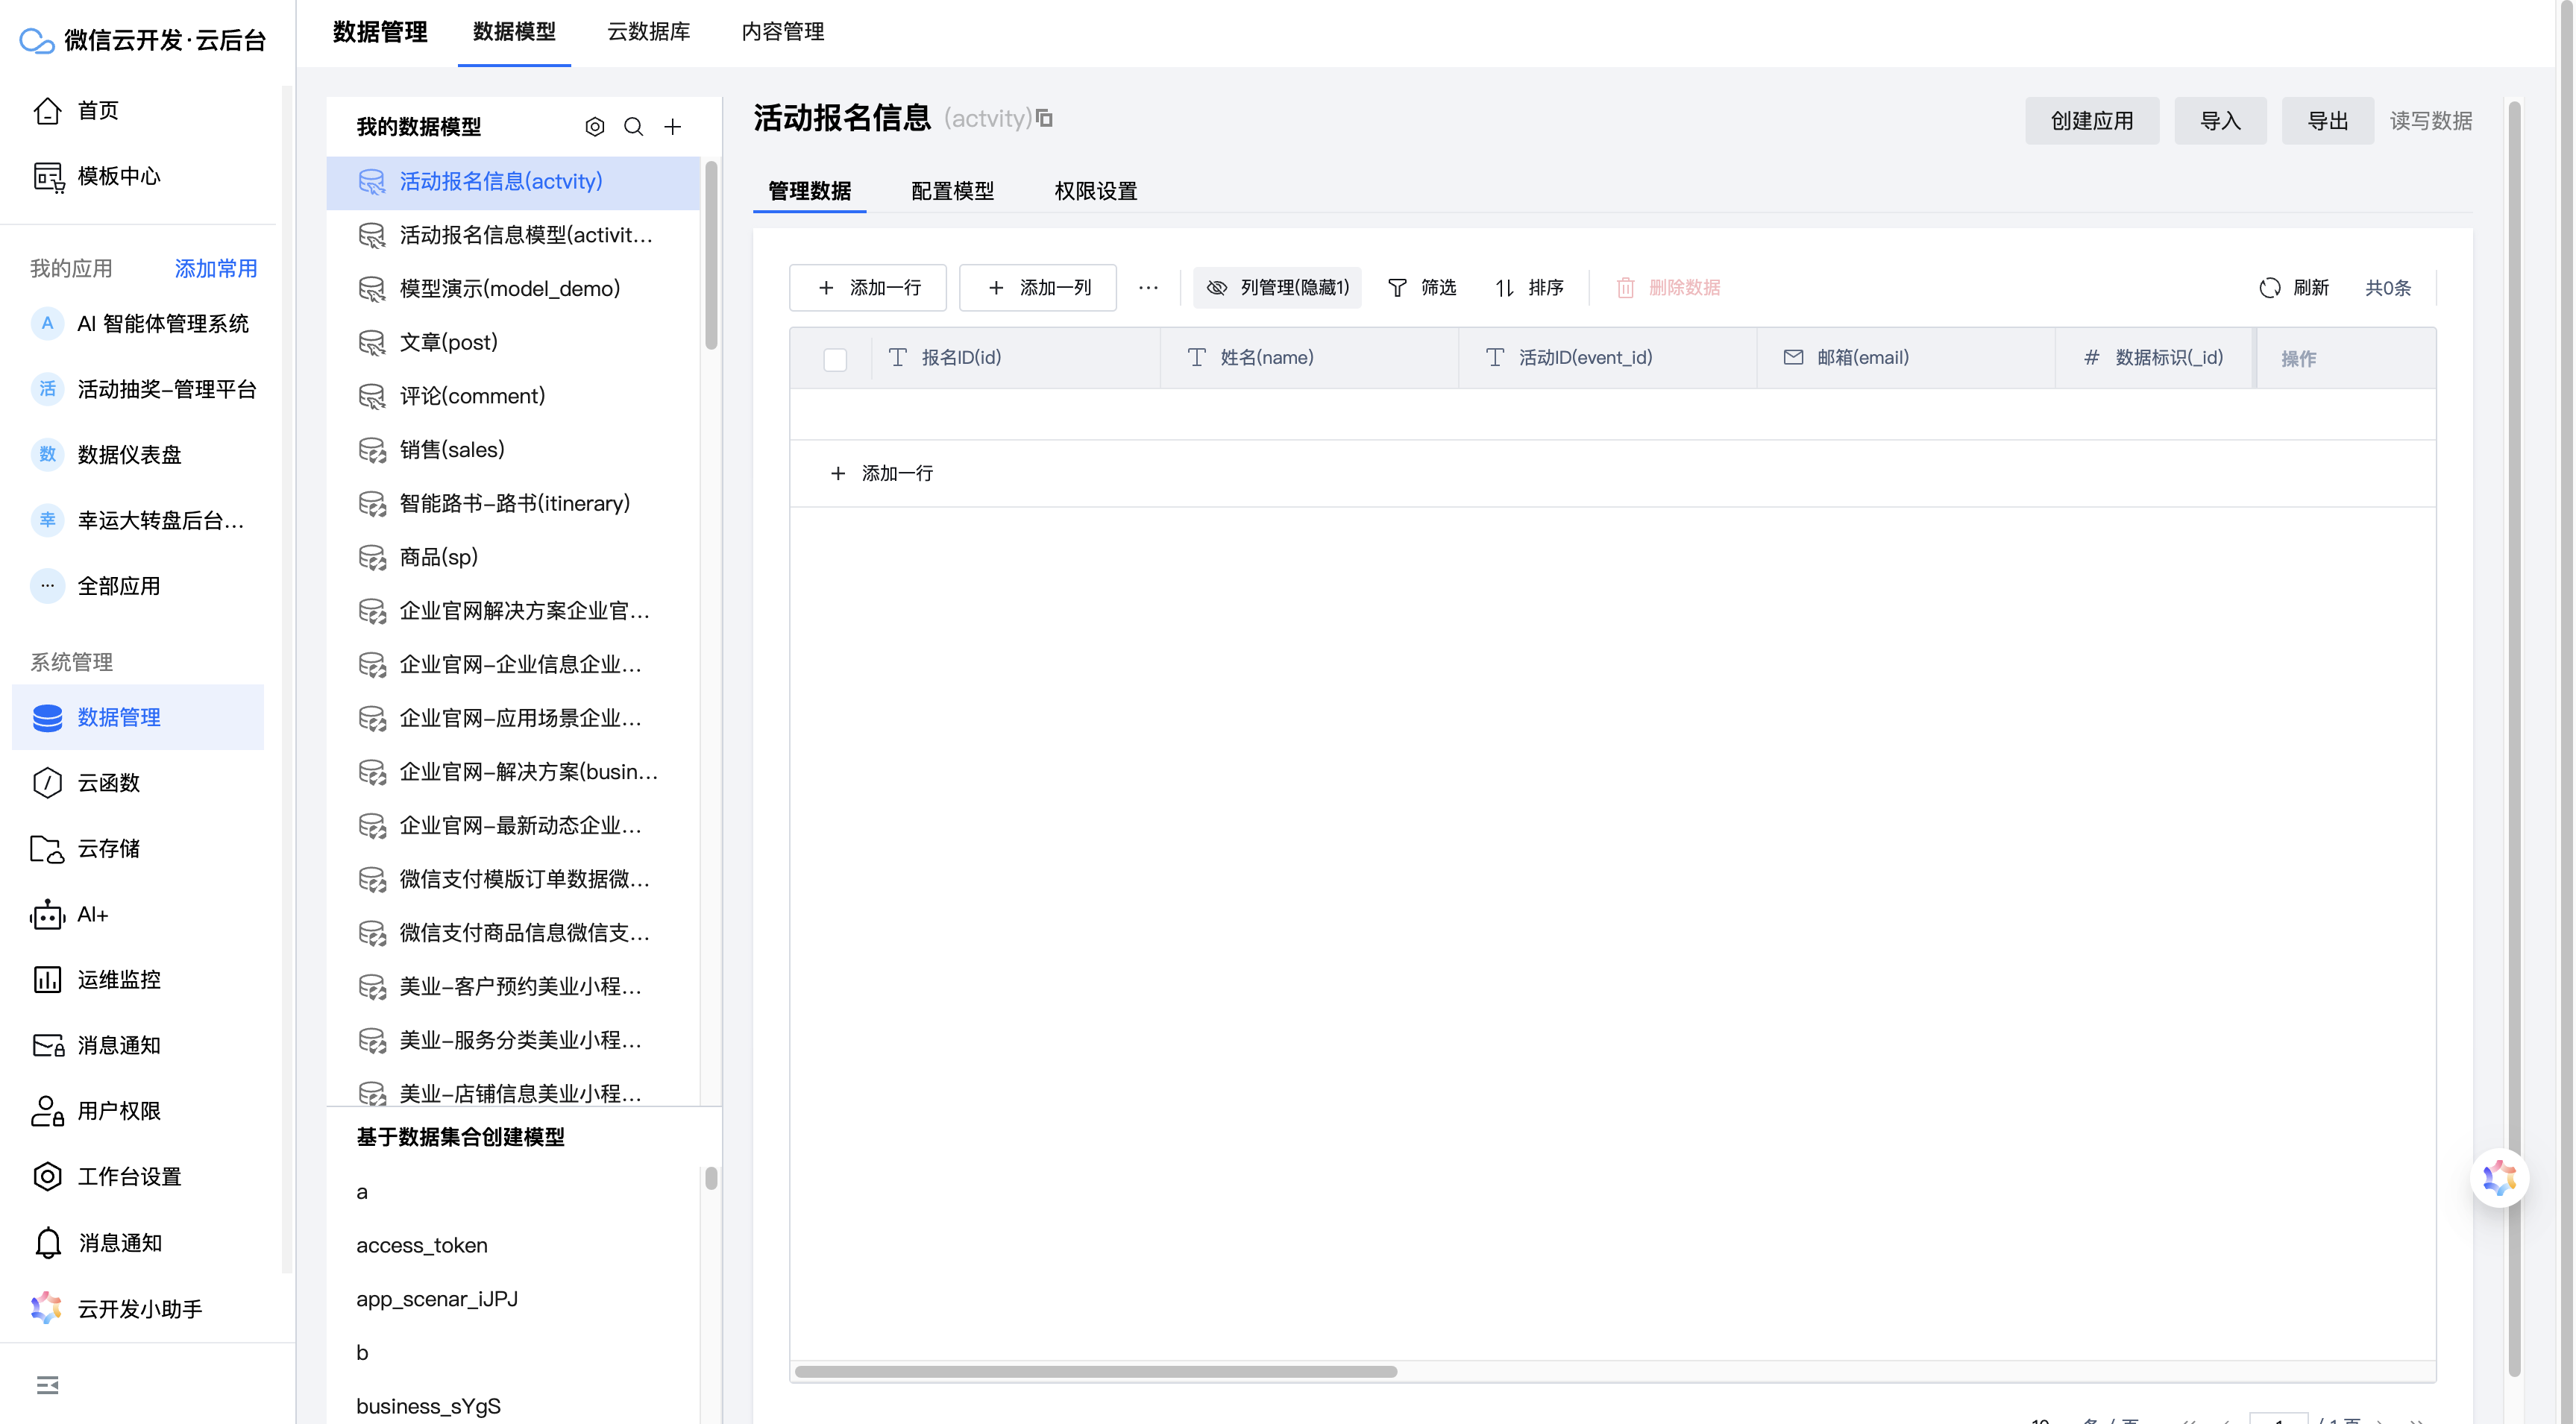 微信云开发·云后台
首页
模板中心
我的应用 添加常用
A AI 智能体管理系统
活 活动抽奖-管理平台
数 数据仪表盘
幸 幸运大转盘后台...
全部应用
系统管理
数据管理
云函数
云存储
AI+
运维监控
消息通知
用户权限
工作台设置
消息通知
云开发小助手
数据管理 数据模型 云数据库 内容管理
我的数据模型
活动报名信息(actvity)
活动报名信息模型(activit...
模型演示(model_demo)
文章(post)
评论(comment)
销售(sales)
智能路书-路书(itinerary)
商品(sp)
企业官网解决方案企业官...
企业官网-企业信息企业...
企业官网-应用场景企业...
企业官网-解决方案(busin...
企业官网-最新动态企业...
微信支付模版订单数据微...
微信支付商品信息微信支...
美业-客户预约美业小程...
美业-服务分类美业小程...
美业-店铺信息美业小程...
基于数据集合创建模型
a
access_token
app_scenar_iJPJ
b
business_sYgS
活动报名信息 (actvity)
创建应用 导入 导出 读写数据
管理数据 配置模型 权限设置
+ 添加一行 + 添加一列 ... 列管理(隐藏1) 筛选 排序 删除数据 刷新 共0条
报名ID(id) 姓名(name) 活动ID(event_id) 邮箱(email) # 数据标识(_id) 操作
+ 添加一行